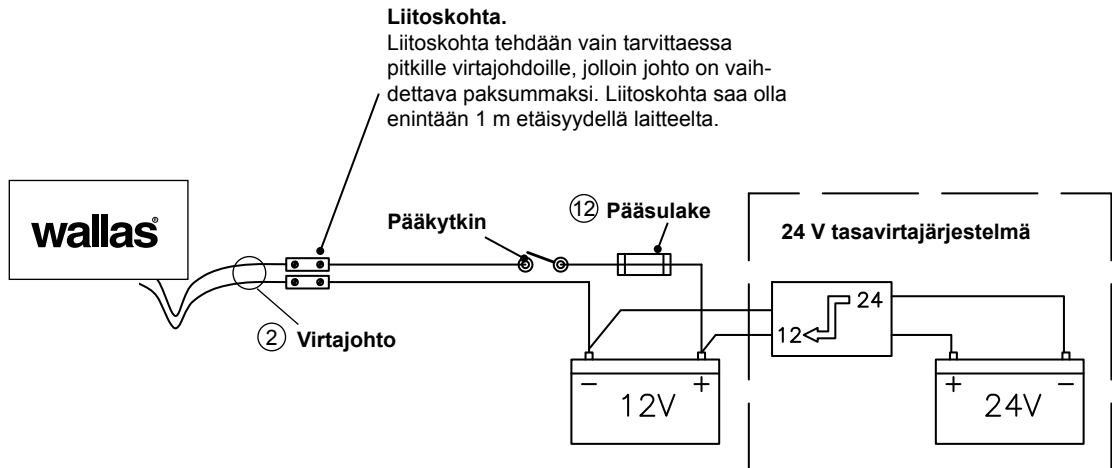 Liitoskohta.
Liitoskohta tehdään vain tarvittaessa
pitkille virtajohdoille, jolloin johto on vaih-
dettava paksummaksi. Liitoskohta saa olla
enintään 1 m etäisyydellä laitteelta.
wallas®
Pääkytkin
12 Pääsulake
24 V tasavirtajärjestelmä
2 Virtajohto
24
12
− +
12V
+ −
24V